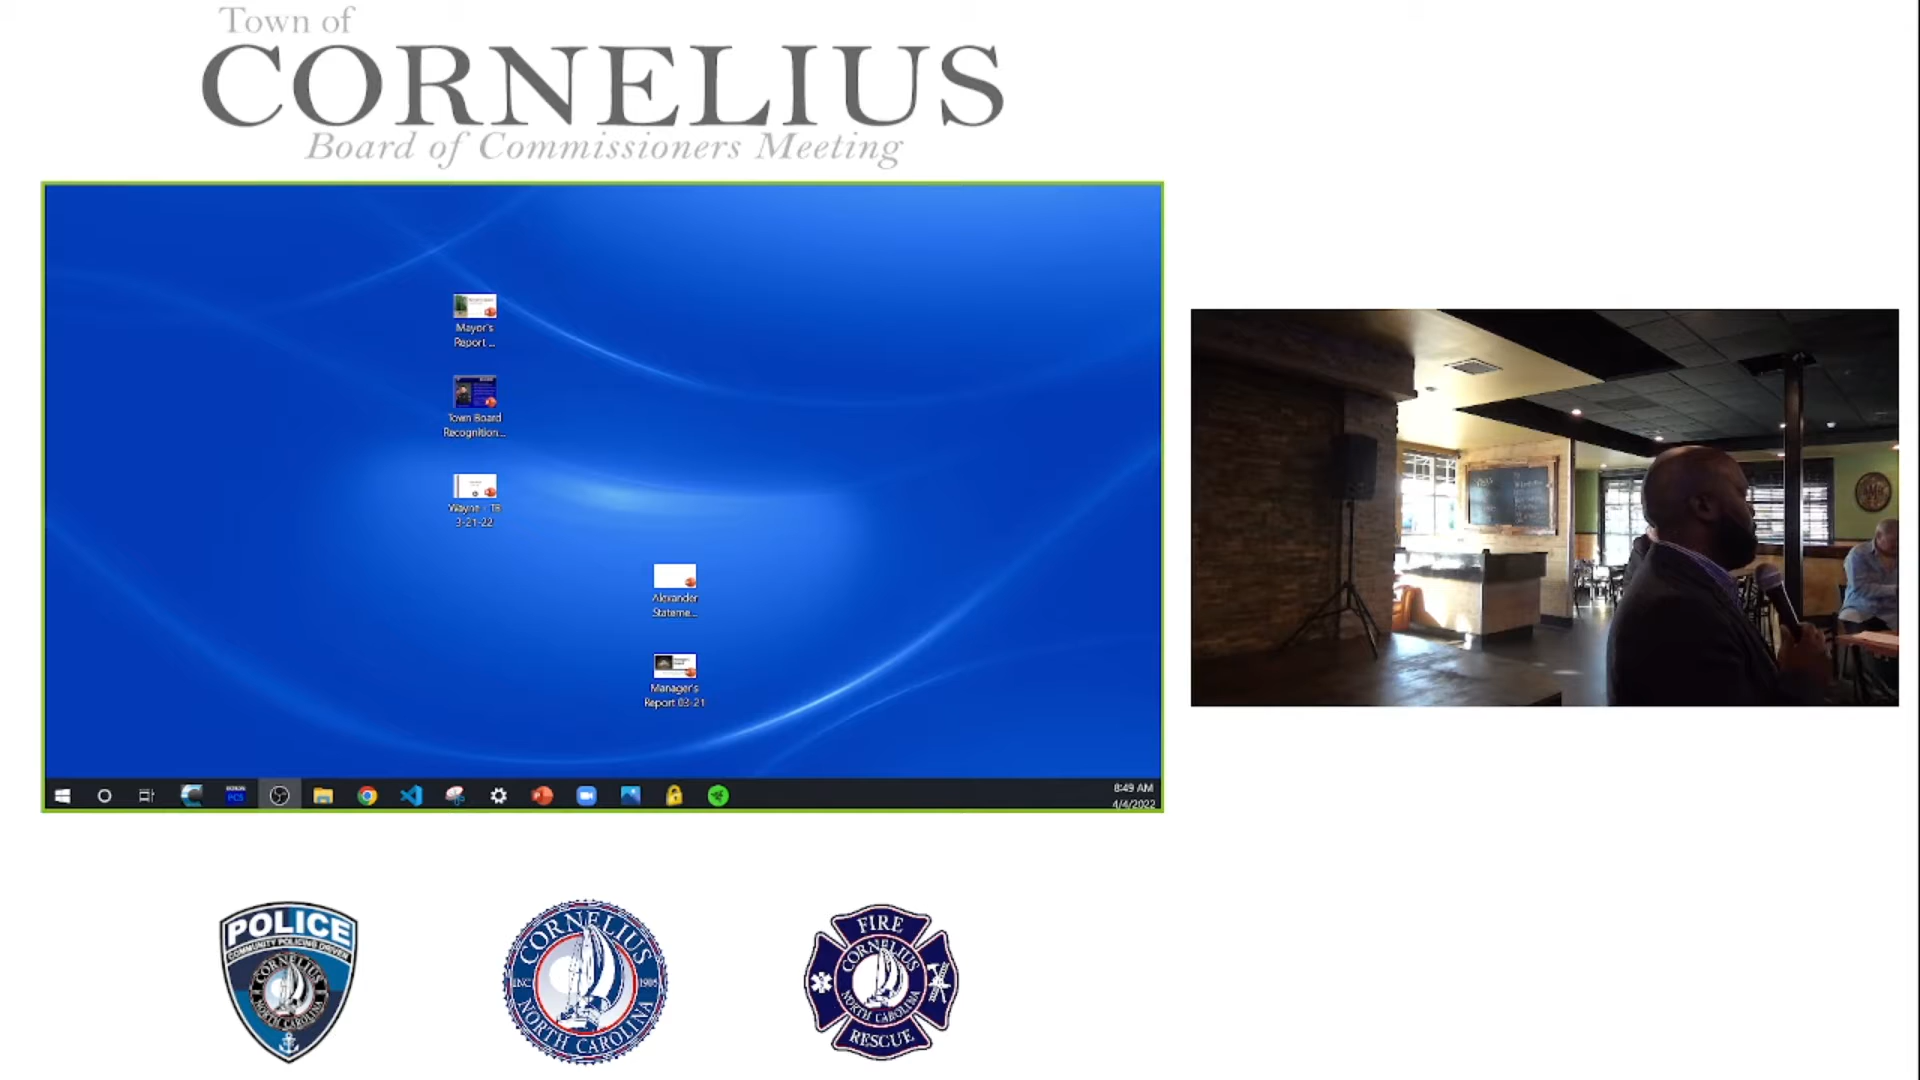 Town of
CORNELIUS
Board of Commissioners Meeting
Mayor's
Report ...
Town Board
Recognition...
Wayne - TB
3-21-22
Alexander
Stateme...
Manager's
Report 03-21
8:49 AM
4/4/2022
POLICE
COMMUNITY POLICING DRIVEN
CORNELIUS
NORTH CAROLINA
CORNELIUS
INC 1905
NORTH CAROLINA
FIRE
CORNELIUS
NORTH CAROLINA
RESCUE